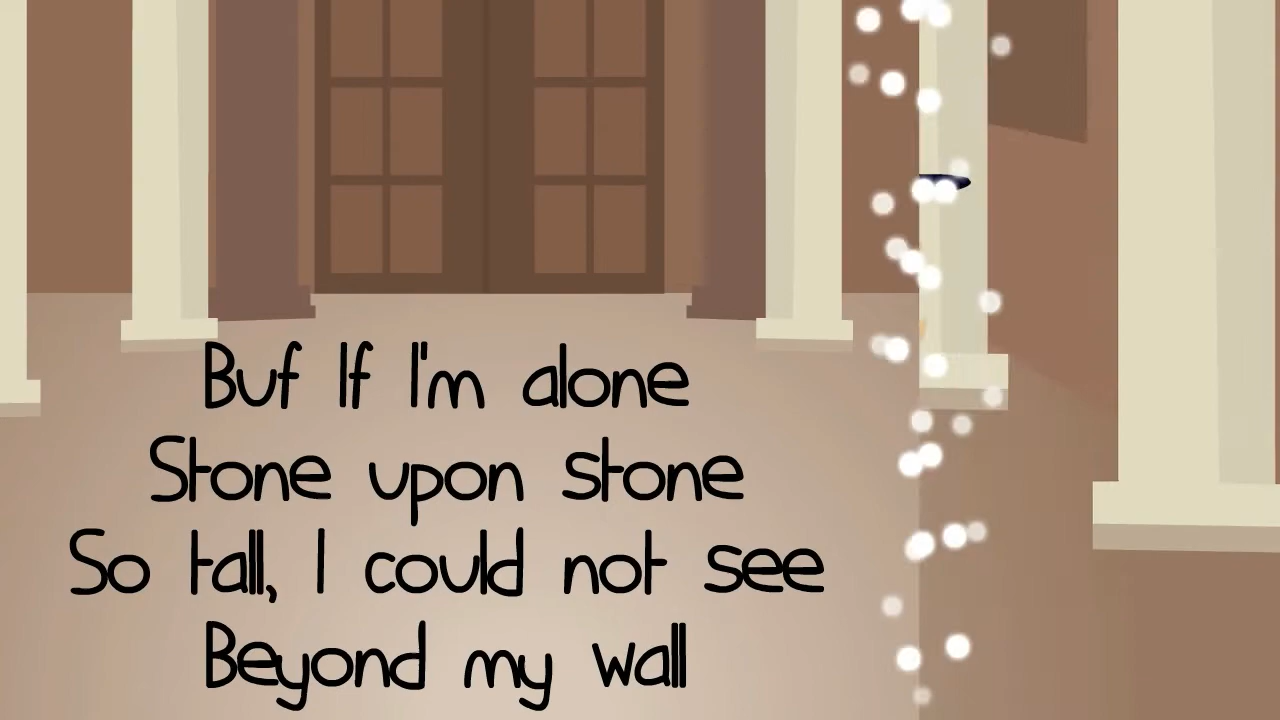 Buf If I'm alone
Stone upon stone
So tall, I could not see
Beyond my wall